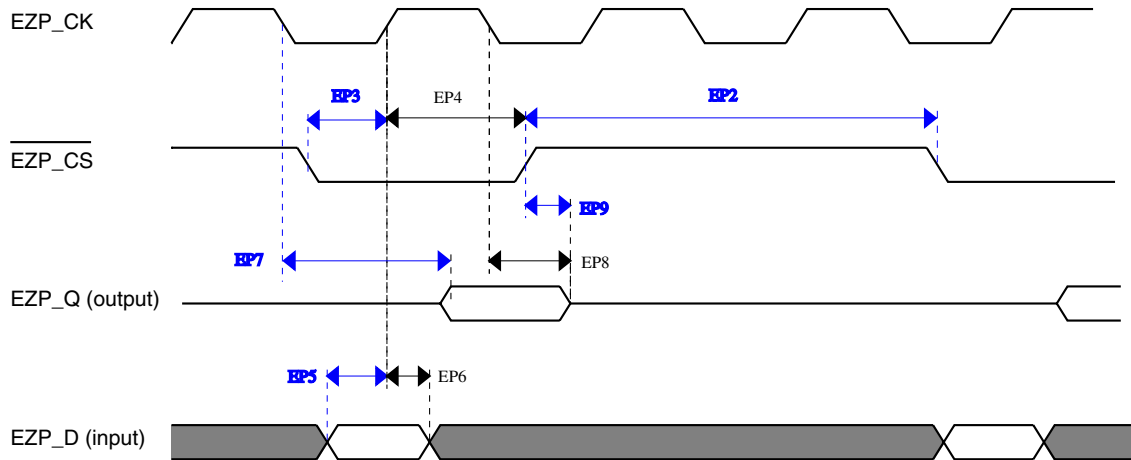 EZP_CK
EP3
EP4
EP2
EZP_CS
EP9
EP7
EP8
EZP_Q (output)
EP5
EP6
EZP_D (input)